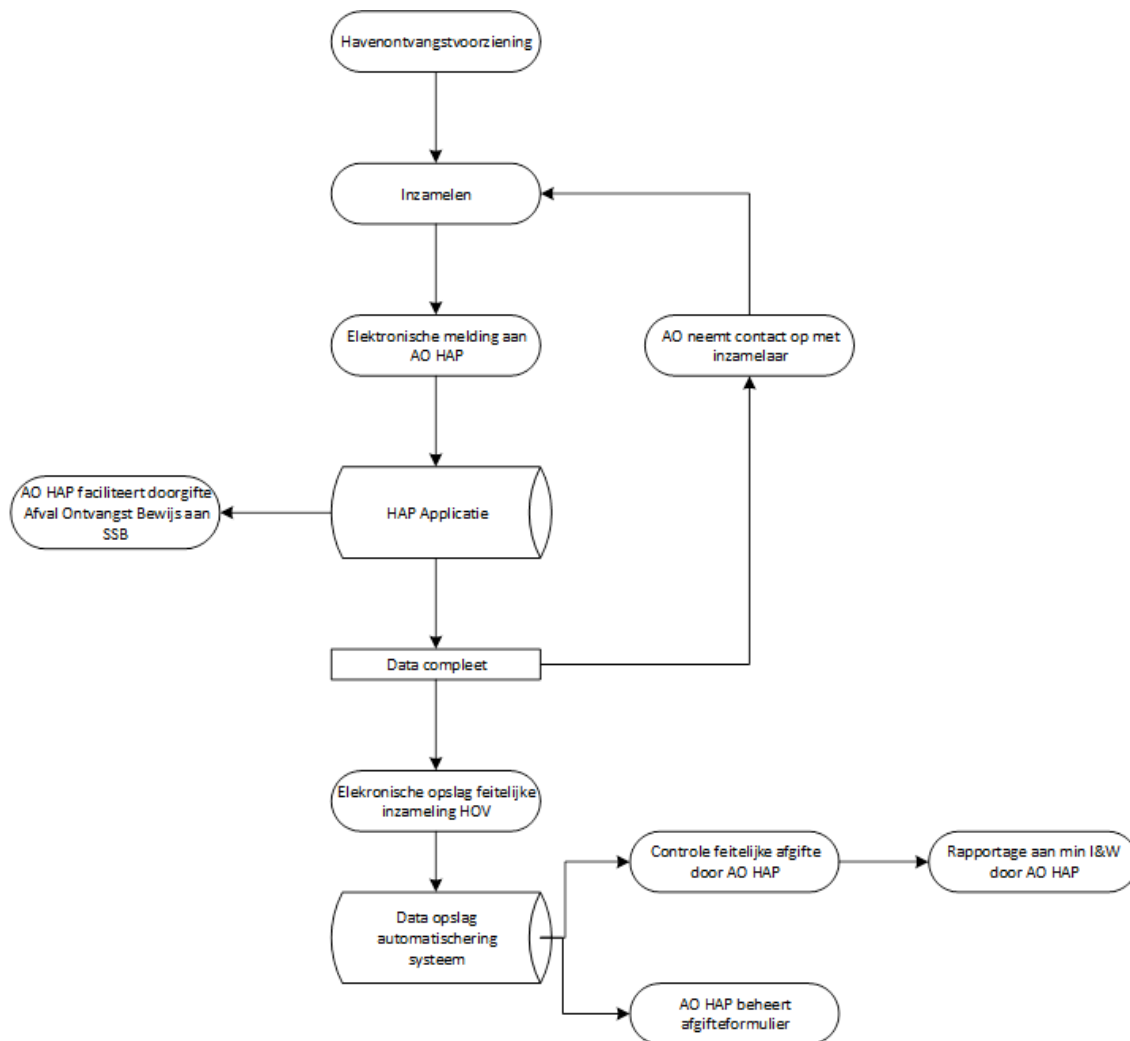 Havenontvangstvoorziening
Inzamelen
Elektronische melding aan
AO HAP
AO neemt contact op met
inzamelaar
AO HAP faciliteert doorgifte
Afval Ontvangst Bewijs aan
SSB
HAP Applicatie
Data compleet
Elekronische opslag feitelijke
inzameling HOV
Controle feitelijke afgifte
door AO HAP
Rapportage aan min I&W
door AO HAP
Data opslag
automatischering
systeem
AO HAP beheert
afgifteformulier